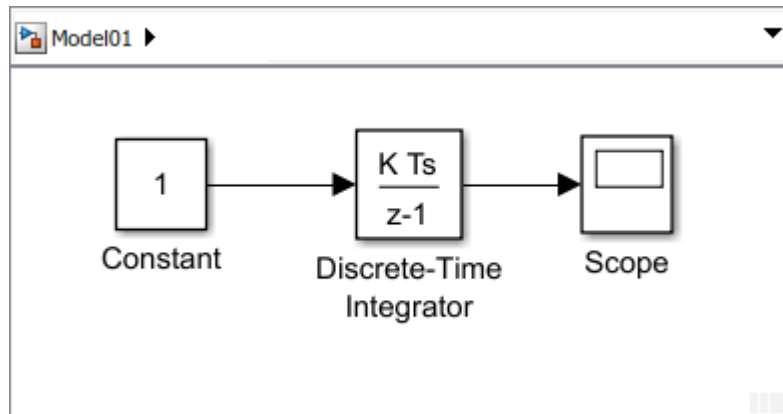 Model01
1
K Ts
z-1
Constant
Discrete-Time
Integrator
Scope